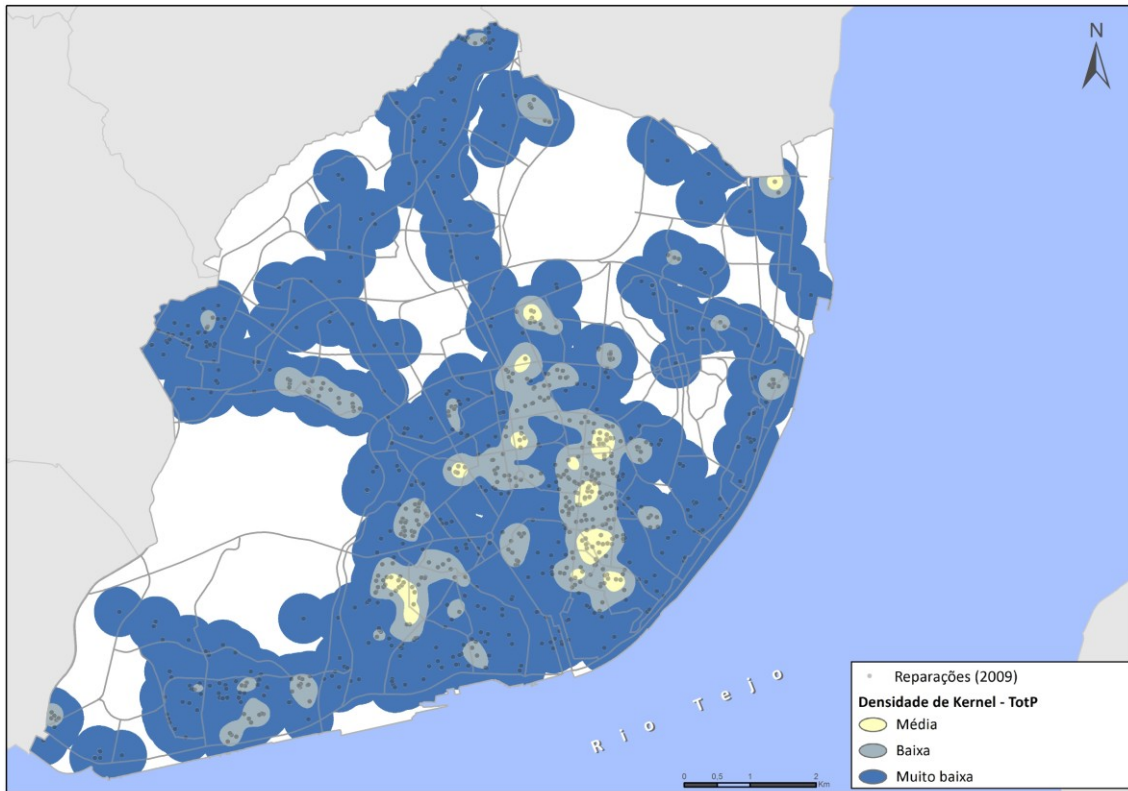 N
Rio Tejo
Reparações (2009)
Densidade de Kernel - TotP
Média
Baixa
Muito baixa
0 0,5 1 2
Km